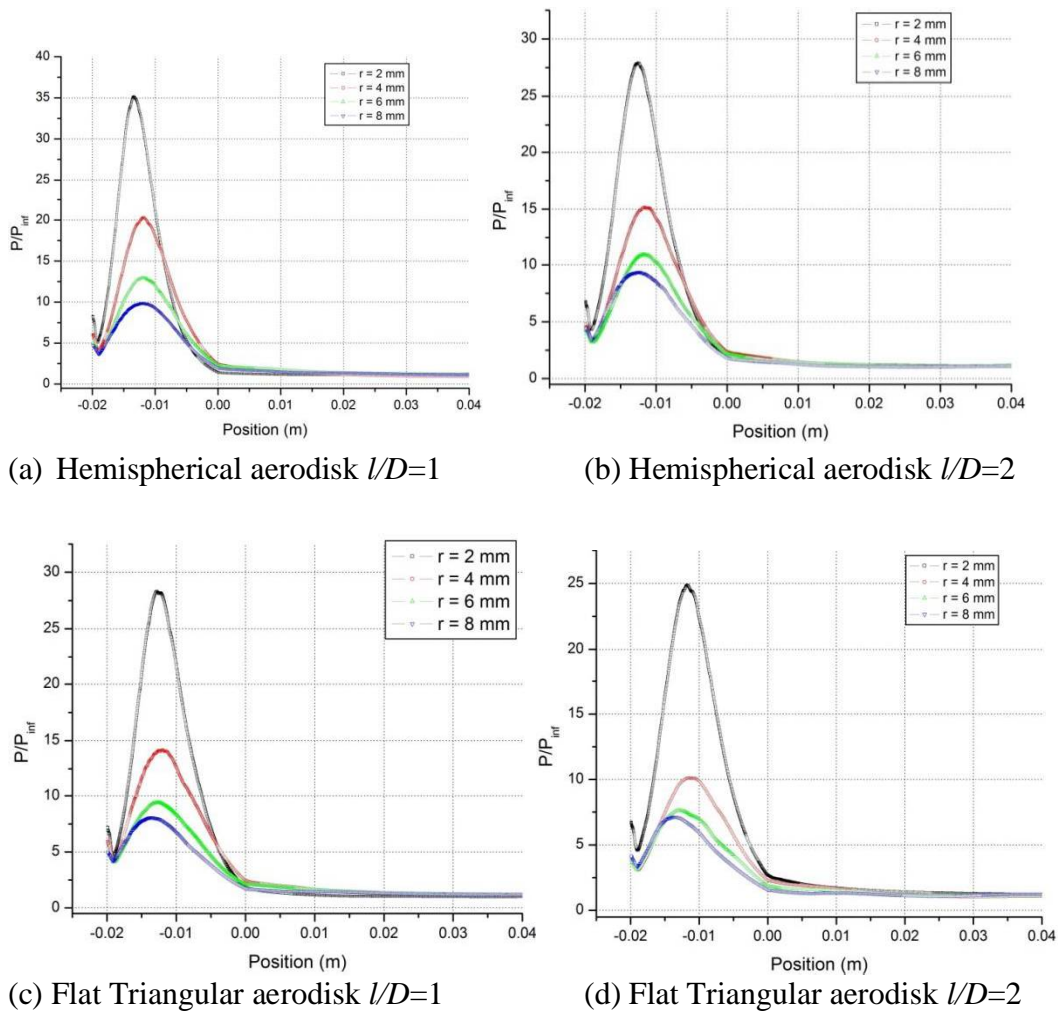 r = 2 mm
r = 4 mm
r = 6 mm
r = 8 mm
40
35
30
25
20
15
10
5
0
P/P_inf
-0.02 -0.01 0.00 0.01 0.02 0.03 0.04
Position (m)
r = 2 mm
r = 4 mm
r = 6 mm
r = 8 mm
30
25
20
15
10
5
0
P/P_inf
-0.02 -0.01 0.00 0.01 0.02 0.03 0.04
Position (m)
(a) Hemispherical aerodisk l/D=1
(b) Hemispherical aerodisk l/D=2
r = 2 mm
r = 4 mm
r = 6 mm
r = 8 mm
30
25
20
15
10
5
0
P/P_inf
-0.02 -0.01 0.00 0.01 0.02 0.03 0.04
Position (m)
r = 2 mm
r = 4 mm
r = 6 mm
r = 8 mm
25
20
15
10
5
0
P/P_inf
-0.02 -0.01 0.00 0.01 0.02 0.03 0.04
Position (m)
(c) Flat Triangular aerodisk l/D=1
(d) Flat Triangular aerodisk l/D=2